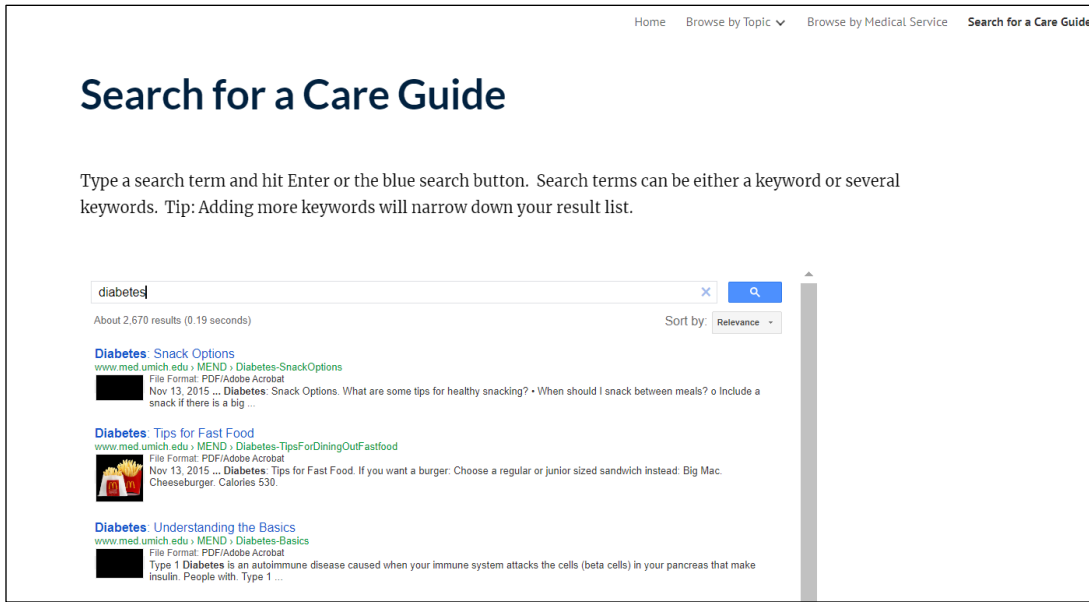 Home Browse by Topic Browse by Medical Service Search for a Care Guide
Search for a Care Guide
Type a search term and hit Enter or the blue search button. Search terms can be either a keyword or several
keywords. Tip: Adding more keywords will narrow down your result list.
diabetes
About 2,670 results (0.19 seconds)
Sort by: Relevance
Diabetes: Snack Options
www.med.umich.edu › MEND › Diabetes-SnackOptions
File Format: PDF/Adobe Acrobat
Nov 13, 2015 ... Diabetes: Snack Options. What are some tips for healthy snacking? • When should I snack between meals? o Include a
snack if there is a big ...
Diabetes: Tips for Fast Food
www.med.umich.edu › MEND › Diabetes-TipsForDiningOutFastfood
File Format: PDF/Adobe Acrobat
Nov 13, 2015 ... Diabetes: Tips for Fast Food. If you want a burger: Choose a regular or junior sized sandwich instead: Big Mac.
Cheeseburger. Calories 530.
Diabetes: Understanding the Basics
www.med.umich.edu › MEND › Diabetes-Basics
File Format: PDF/Adobe Acrobat
Type 1 Diabetes is an autoimmune disease caused when your immune system attacks the cells (beta cells) in your pancreas that make
insulin. People with. Type 1 ...